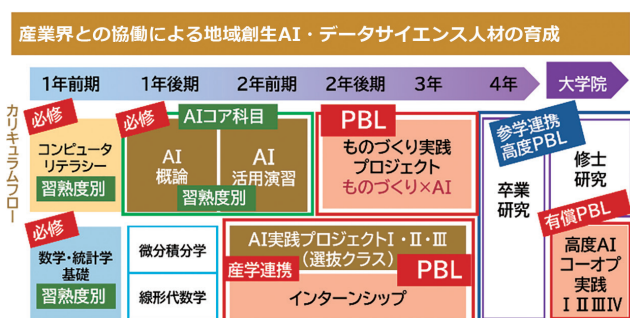 産業界との協働による地域創生AI・データサイエンス人材の育成
1年前期
1年後期
2年前期
2年後期
3年
4年
大学院
カリキュラムフロー
必修
コンピュータ
リテラシー
習熟度別
必修
AIコア科目
AI
概論
AI
活用演習
習熟度別
PBL
ものづくり実践
プロジェクト
ものづくり×AI
参学連携
高度PBL
卒業
研究
修士
研究
必修
数学・統計学
基礎
習熟度別
微分積分学
線形代数学
AI実践プロジェクトI・II・III
(選抜クラス)
産学連携
PBL
インターンシップ
有償PBL
高度AI
コーオプ
実践
I II III IV